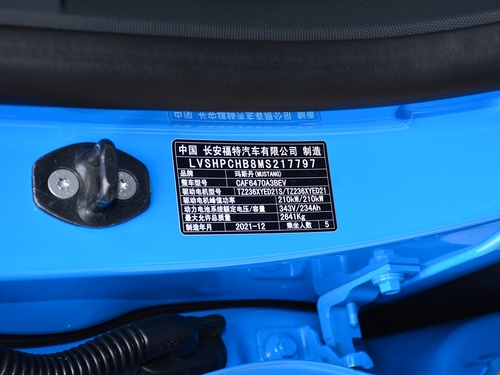 中国 长安福特汽车有限公司 制造
LVSHPCHB8MS217797
品牌 玛斯丹(MUSTANG)
整车型号 CAF6470A3BEV
驱动电机型号 TZ236XYED21S/TZ236XYED21
驱动电机峰值功率 210kW/210kW
动力电池系统额定电压/容量 343V/234Ah
最大允许总质量 2641Kg
制造年月 2021-12 乘坐人数 5